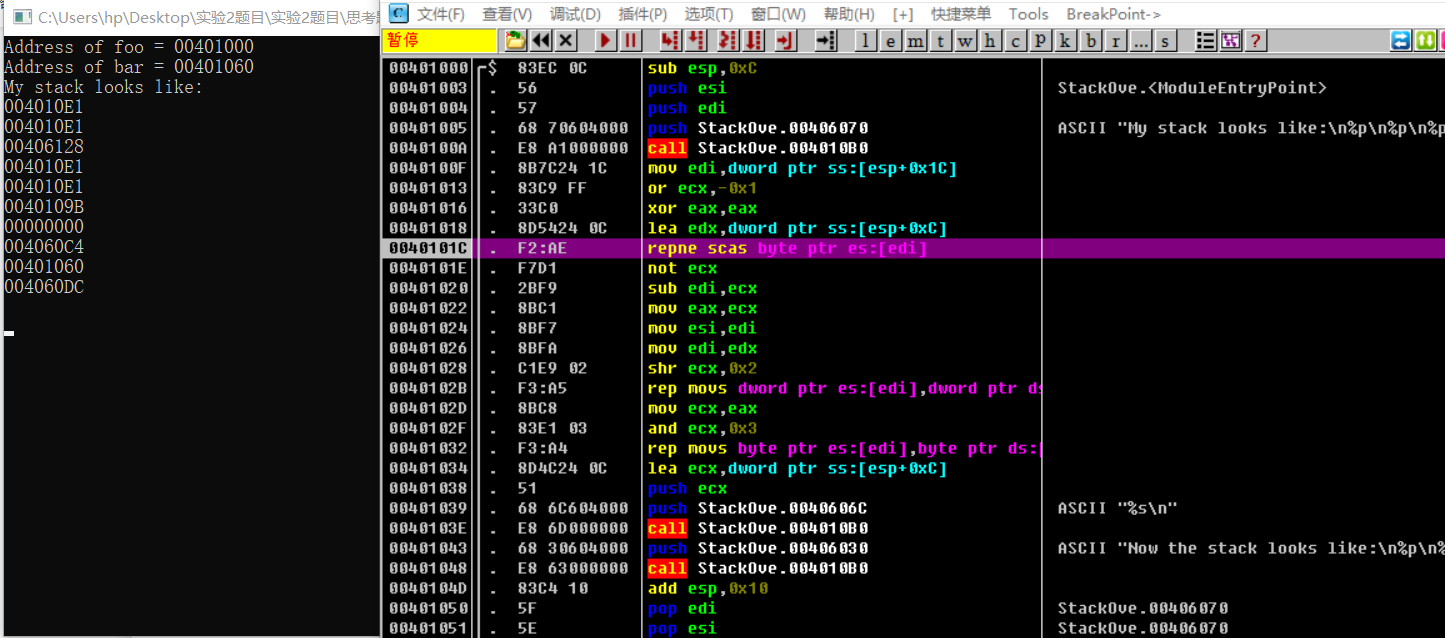 C:\Users\hp\Desktop\实验2题目\实验2题目\思考
Address of foo = 00401000
Address of bar = 00401060
My stack looks like:
004010E1
004010E1
00406128
004010E1
004010E1
0040109B
00000000
004060C4
00401060
004060DC
C 文件(F) 查看(V) 调试(D) 插件(P) 选项(T) 窗口(W) 帮助(H) [+] 快捷菜单 Tools BreakPoint->
暂停 l e m t w h c P k b r ... s ?
00401000 $ 83EC 0C sub esp,0xC
00401003 . 56 push esi StackOve.<ModuleEntryPoint>
00401004 . 57 push edi
00401005 . 68 70604000 push StackOve.00406070 ASCII "My stack looks like:\n%p\n%p\n%p
0040100A . E8 A1000000 call StackOve.004010B0
0040100F . 8B7C24 1C mov edi,dword ptr ss:[esp+0x1C]
00401013 . 83C9 FF or ecx,-0x1
00401016 . 33C0 xor eax,eax
00401018 . 8D5424 0C lea edx,dword ptr ss:[esp+0xC]
0040101C . F2:AE repne scas byte ptr es:[edi]
0040101E . F7D1 not ecx
00401020 . 2BF9 sub edi,ecx
00401022 . 8BC1 mov eax,ecx
00401024 . 8BF7 mov esi,edi
00401026 . 8BFA mov edi,edx
00401028 . C1E9 02 shr ecx,0x2
0040102B . F3:A5 rep movs dword ptr es:[edi],dword ptr d
0040102D . 8BC8 mov ecx,eax
0040102F . 83E1 03 and ecx,0x3
00401032 . F3:A4 rep movs byte ptr es:[edi],byte ptr ds:[
00401034 . 8D4C24 0C lea ecx,dword ptr ss:[esp+0xC]
00401038 . 51 push ecx
00401039 . 68 6C604000 push StackOve.0040606C ASCII "%s\n"
0040103E . E8 6D000000 call StackOve.004010B0
00401043 . 68 30604000 push StackOve.00406030 ASCII "Now the stack looks like:\n%p\n%
00401048 . E8 63000000 call StackOve.004010B0
0040104D . 83C4 10 add esp,0x10
00401050 . 5F pop edi StackOve.00406070
00401051 . 5E pop esi StackOve.00406070